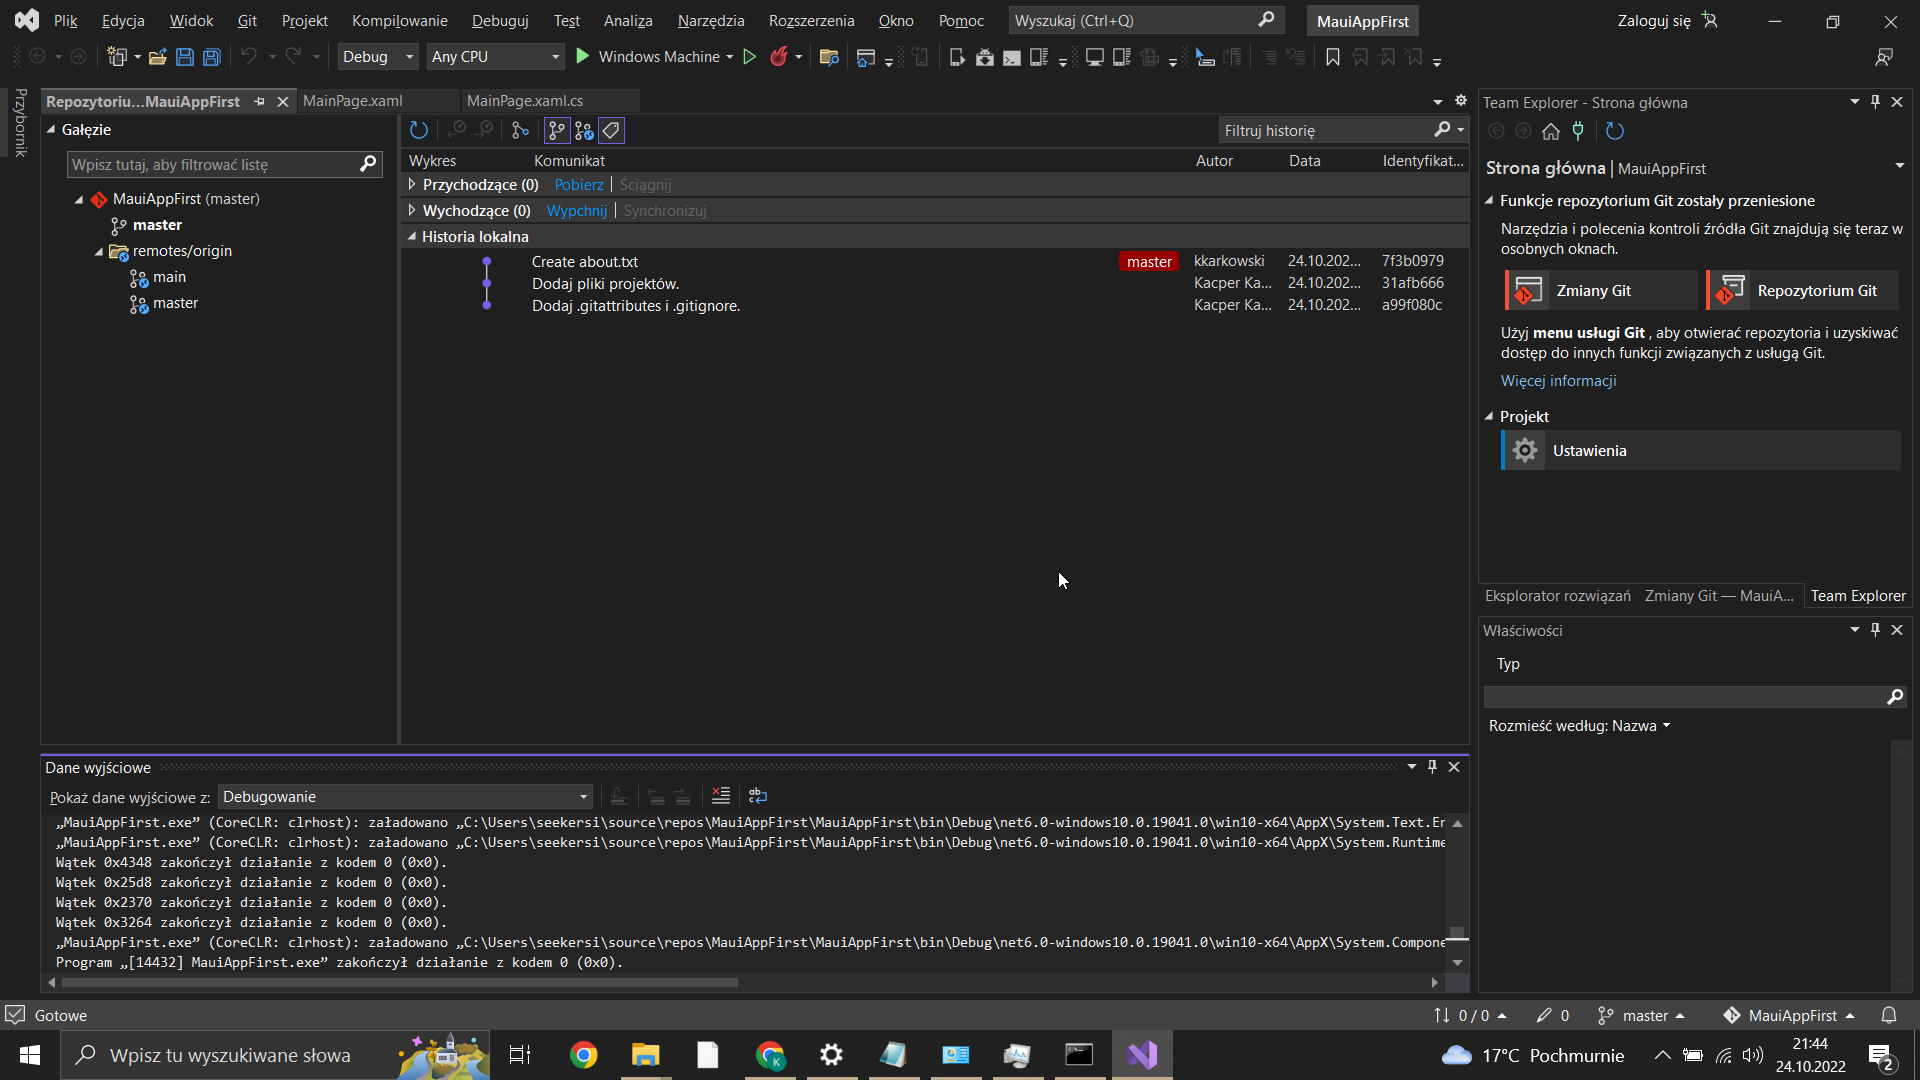 Plik Edycja Widok Git Projekt Kompilowanie Debuguj Test Analiza Narzędzia Rozszerzenia Okno Pomoc Wyszukaj (Ctrl+Q) MauiAppFirst Zaloguj się
Debug Any CPU Windows Machine
Przybornik
Repozytoriu...MauiAppFirst MainPage.xaml MainPage.xaml.cs
Gałęzie
Wpisz tutaj, aby filtrować listę
MauiAppFirst (master)
master
remotes/origin
main
master
Filtruj historię
Wykres Komunikat Autor Data Identyfikat...
Przychodzące (0) Pobierz Ściągnij
Wychodzące (0) Wypchnij Synchronizuj
Historia lokalna
Create about.txt master kkarkowski 24.10.202... 7f3b0979
Dodaj pliki projektów. Kacper Ka... 24.10.202... 31afb666
Dodaj .gitattributes i .gitignore. Kacper Ka... 24.10.202... a99f080c
Team Explorer - Strona główna
Strona główna | MauiAppFirst
Funkcje repozytorium Git zostały przeniesione
Narzędzia i polecenia kontroli źródła Git znajdują się teraz w
osobnych oknach.
Zmiany Git Repozytorium Git
Użyj menu usługi Git , aby otwierać repozytoria i uzyskiwać
dostęp do innych funkcji związanych z usługą Git.
Więcej informacji
Projekt
Ustawienia
Eksplorator rozwiązań Zmiany Git — MauiA... Team Explorer
Właściwości
Typ
Rozmieść według: Nazwa
Dane wyjściowe
Pokaż dane wyjściowe z: Debugowanie
„MauiAppFirst.exe” (CoreCLR: clrhost): załadowano „C:\Users\seekersi\source\repos\MauiAppFirst\MauiAppFirst\bin\Debug\net6.0-windows10.0.19041.0\win10-x64\AppX\System.Text.En
„MauiAppFirst.exe” (CoreCLR: clrhost): załadowano „C:\Users\seekersi\source\repos\MauiAppFirst\MauiAppFirst\bin\Debug\net6.0-windows10.0.19041.0\win10-x64\AppX\System.Runtime
Wątek 0x4348 zakończył działanie z kodem 0 (0x0).
Wątek 0x25d8 zakończył działanie z kodem 0 (0x0).
Wątek 0x2370 zakończył działanie z kodem 0 (0x0).
Wątek 0x3264 zakończył działanie z kodem 0 (0x0).
„MauiAppFirst.exe” (CoreCLR: clrhost): załadowano „C:\Users\seekersi\source\repos\MauiAppFirst\MauiAppFirst\bin\Debug\net6.0-windows10.0.19041.0\win10-x64\AppX\System.Compone
Program „[14432] MauiAppFirst.exe” zakończył działanie z kodem 0 (0x0).
Gotowe 0 / 0 0 master MauiAppFirst
Wpisz tu wyszukiwane słowa 17°C Pochmurnie 21:44
24.10.2022 2